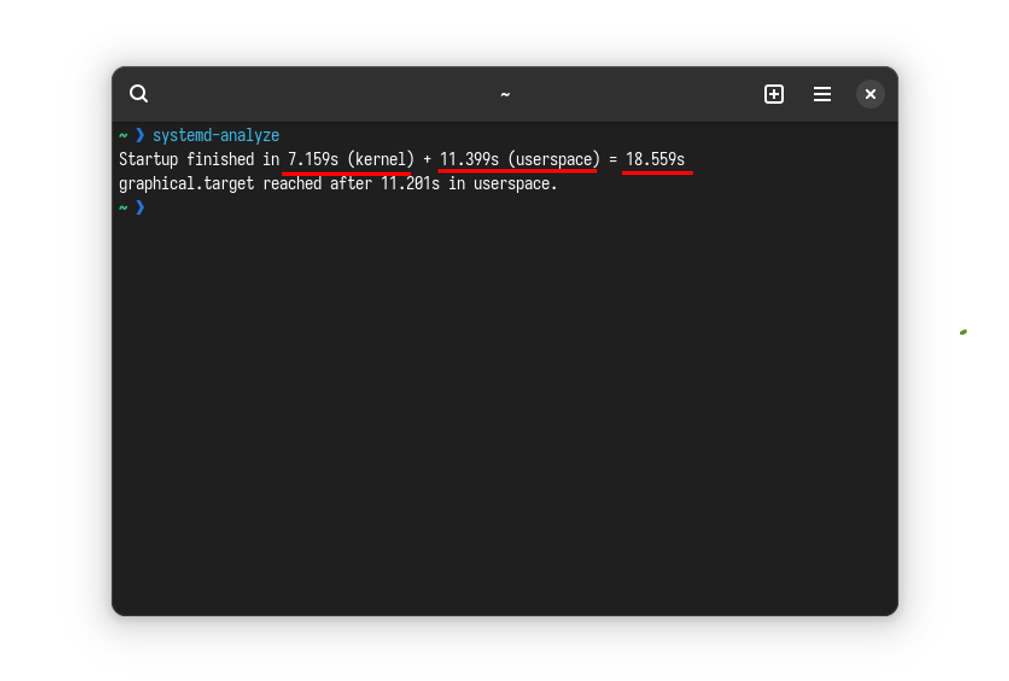 ~
~ ❯ systemd-analyze
Startup finished in 7.159s (kernel) + 11.399s (userspace) = 18.559s
graphical.target reached after 11.201s in userspace.
~ ❯